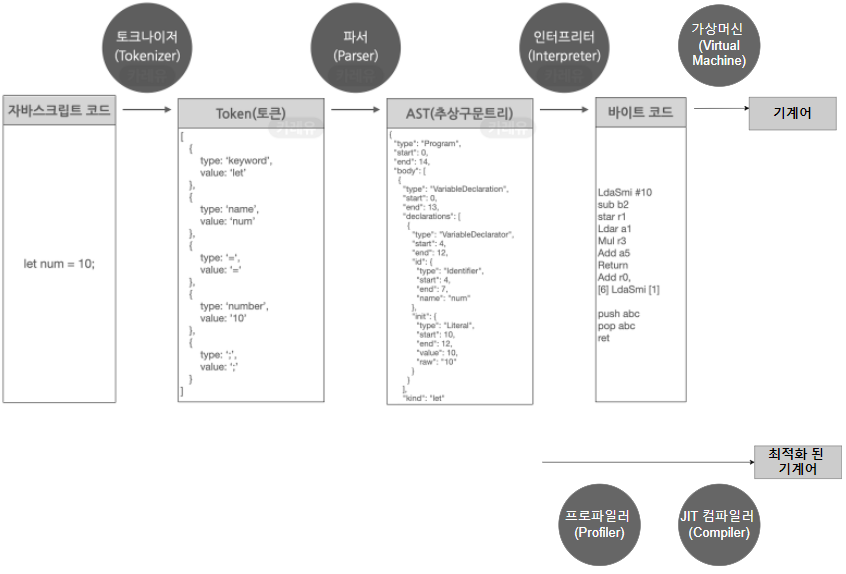 토크나이저
(Tokenizer)
파서
(Parser)
인터프리터
(Interpreter)
가상머신
(Virtual
Machine)
자바스크립트 코드
let num = 10;
Token(토큰)
[
{
type: 'keyword',
value: 'let'
},
{
type: 'name',
value: 'num'
},
{
type: '=',
value: '='
},
{
type: 'number',
value: '10'
},
{
type: ';',
value: ';'
}
]
AST(추상구문트리)
{
"type": "Program",
"start": 0,
"end": 14,
"body": [
{
"type": "VariableDeclaration",
"start": 0,
"end": 13,
"declarations": [
{
"type": "VariableDeclarator",
"start": 4,
"end": 12,
"id": {
"type": "Identifier",
"start": 4,
"end": 7,
"name": "num"
},
"init": {
"type": "Literal",
"start": 10,
"end": 12,
"value": 10,
"raw": "10"
}
}
],
"kind": "let"
바이트 코드
LdaSmi #10
sub b2
star r1
Ldar a1
Mul r3
Add a5
Return
Add r0,
[6] LdaSmi [1]
push abc
pop abc
ret
기계어
최적화 된
기계어
프로파일러
(Profiler)
JIT 컴파일러
(Compiler)